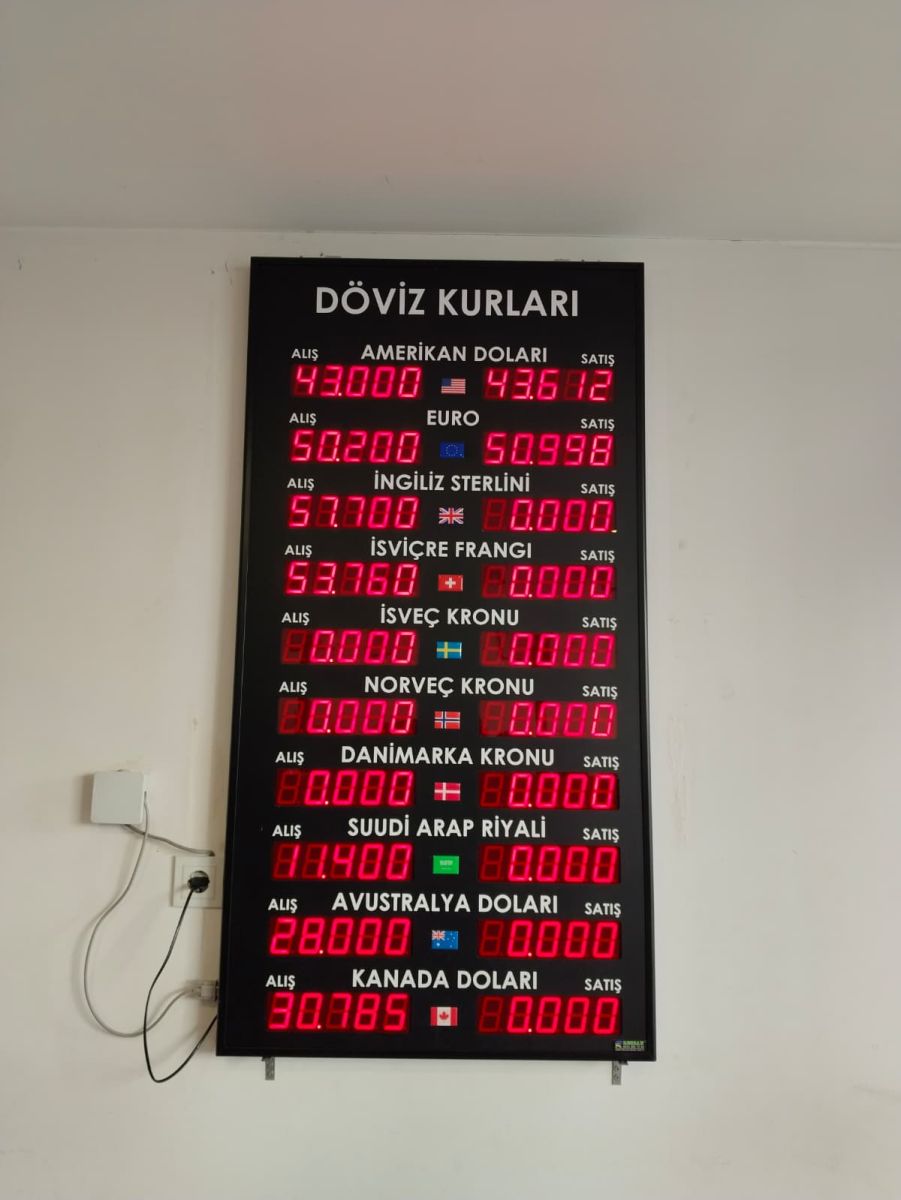 DÖVİZ KURLARI
ALIŞ AMERİKAN DOLARI SATIŞ
43.000 43.612
ALIŞ EURO SATIŞ
50.200 50.998
ALIŞ İNGİLİZ STERLİNİ SATIŞ
57.100 0.000
ALIŞ İSVİÇRE FRANGI SATIŞ
53.760 0.000
ALIŞ İSVEÇ KRONU SATIŞ
0.000 0.000
ALIŞ NORVEÇ KRONU SATIŞ
0.000 0.000
ALIŞ DANİMARKA KRONU SATIŞ
0.000 0.000
ALIŞ SUUDİ ARAP RİYALİ SATIŞ
11.400 0.000
ALIŞ AVUSTRALYA DOLARI SATIŞ
28.000 0.000
ALIŞ KANADA DOLARI SATIŞ
30.785 0.000